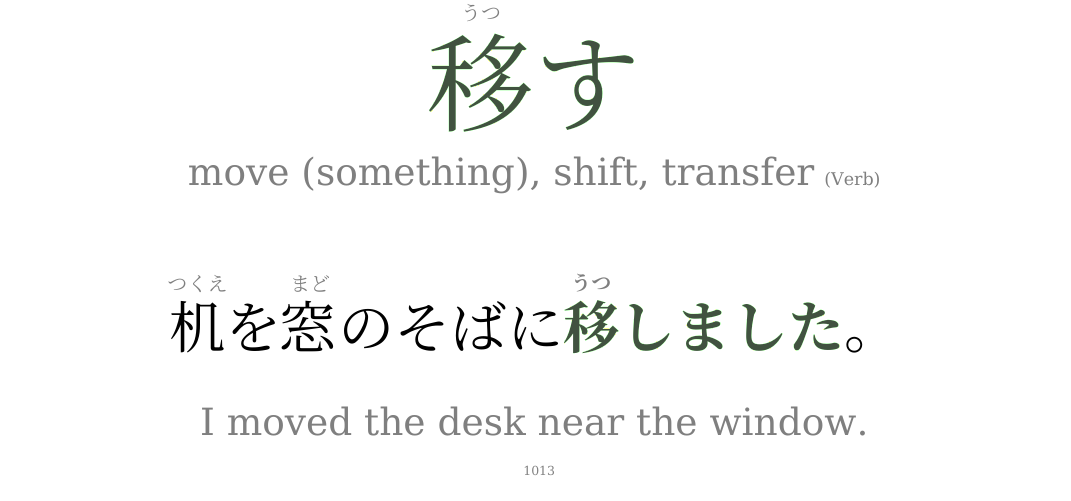 うつ
移す
move (something), shift, transfer (Verb)
つくえ まど うつ
机を窓のそばに移しました。
I moved the desk near the window.
1013